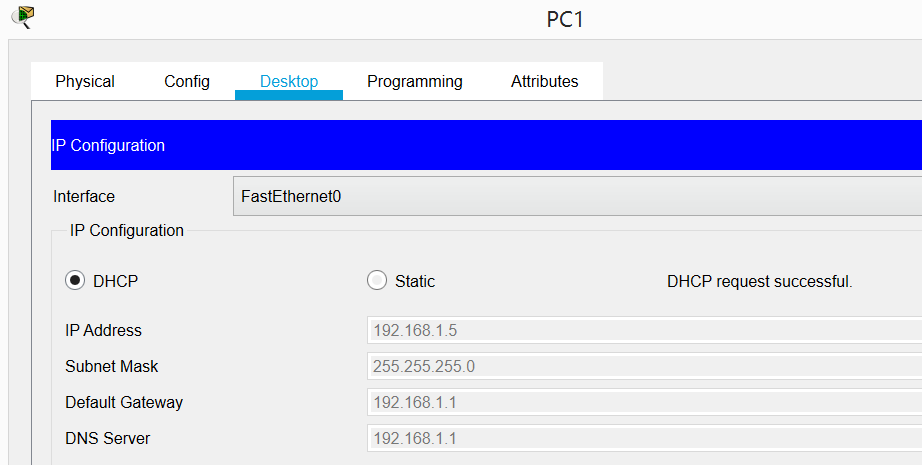 PC1
Physical Config Desktop Programming Attributes
IP Configuration
Interface FastEthernet0
IP Configuration
DHCP Static DHCP request successful.
IP Address 192.168.1.5
Subnet Mask 255.255.255.0
Default Gateway 192.168.1.1
DNS Server 192.168.1.1